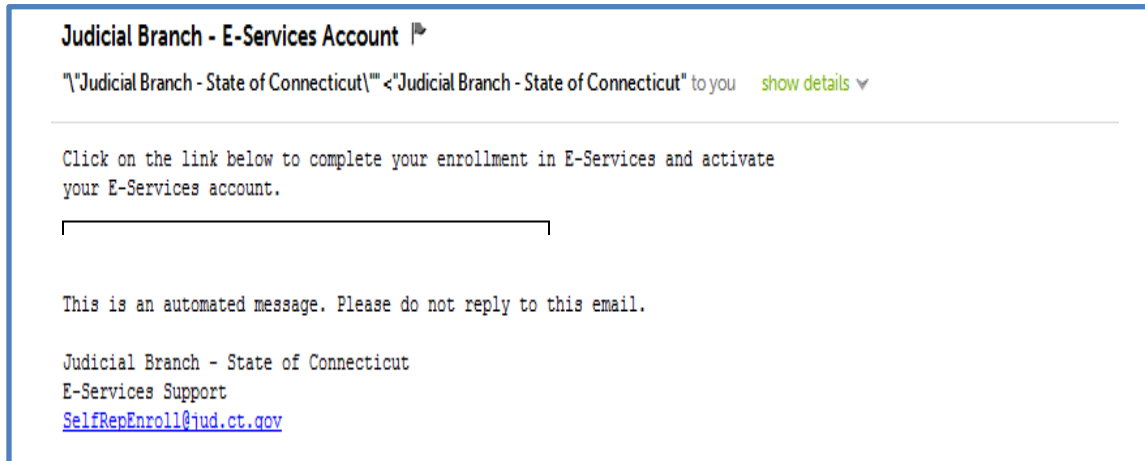 Judicial Branch - E-Services Account
"\"Judicial Branch - State of Connecticut\"" <"Judicial Branch - State of Connecticut" to you show details
Click on the link below to complete your enrollment in E-Services and activate
your E-Services account.
This is an automated message. Please do not reply to this email.
Judicial Branch - State of Connecticut
E-Services Support
SelfRepEnroll@jud.ct.gov